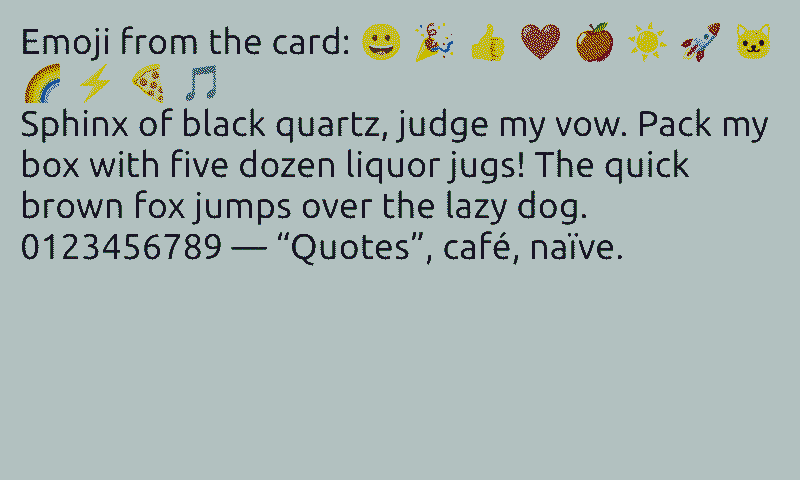 Emoji from the card: 😀 🎉 👍 ❤️ 🍎 ☀️ 🚀 🐱
🌈 ⚡ 🍕 🎵
Sphinx of black quartz, judge my vow. Pack my
box with five dozen liquor jugs! The quick
brown fox jumps over the lazy dog.
0123456789 — “Quotes”, café, naïve.